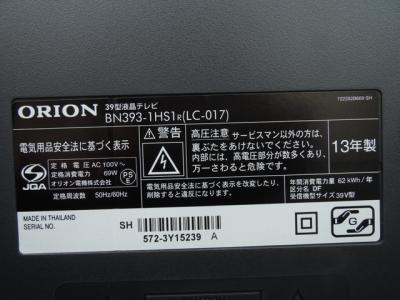 702282B669 SH
ORION
39型液晶テレビ
BN393-1HS1R(LC-017)
電気用品安全法に基づく表示
JQA
定格電圧 AC100V～
定格消費電力 69W
オリオン電機株式会社
定格周波数 50Hz/60Hz
PS
E
警告
高圧注意 サービスマン以外の方は、
裏ぶたをあけないでください。
内部には高電圧部分が数多くあり、
万一さわると危険です。
電気用品安全法に基づく表示を改変したり、
削除すると違反になります。
13年製
年間消費電力量 62 kWh/年
区分名 DF
受信機型サイズ 39V型
MADE IN THAILAND
SERIAL NO.
SH
572-3Y15239 A
G